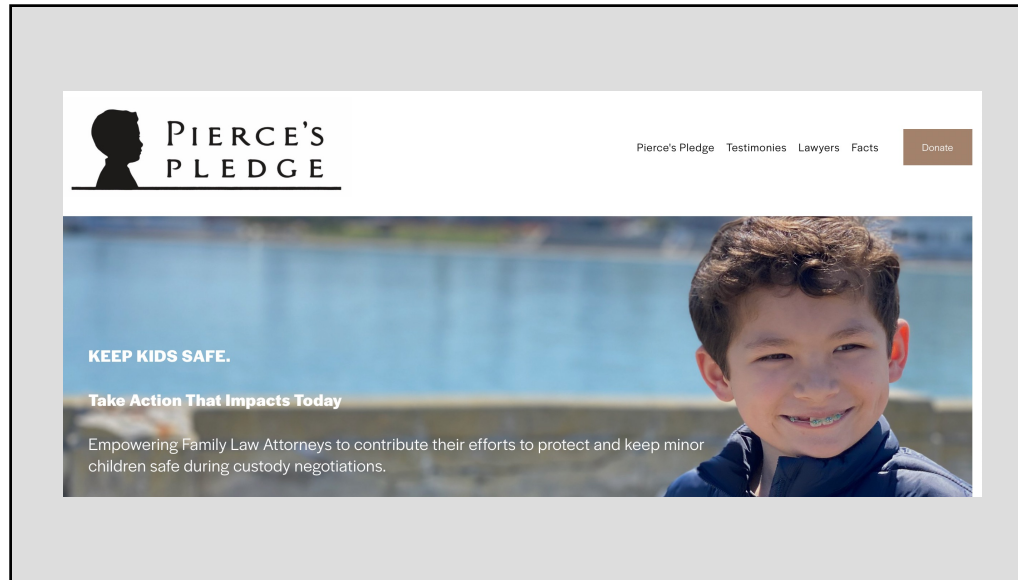 PIERCE'S
PLEDGE
Pierce's Pledge Testimonies Lawyers Facts Donate
KEEP KIDS SAFE.
Take Action That Impacts Today
Empowering Family Law Attorneys to contribute their efforts to protect and keep minor
children safe during custody negotiations.